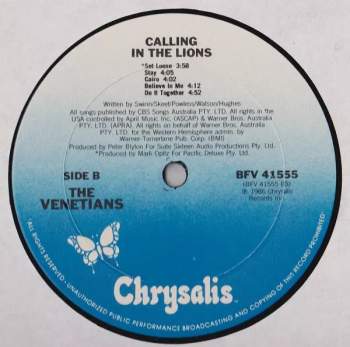 CALLING
IN THE LIONS
*Set Loose 3:58
Stay 4:05
Cairo 4:02
Believe In Me 4:12
Do It Together 4:52
Written by Swinn/Skeet/Powless/Watson/Hughes
All songs published by CBS Songs Australia PTY. LTD. All rights in the
USA controlled by April Music Inc. (ASCAP) & Warner Bros. Australia
PTY. LTD. (APRA). All rights on behalf of Warner Bros. Australia
PTY. LTD. for the Western Hemisphere admin. by
Warner-Tamerlane Pub. Corp. (BMI)
Produced by Peter Blyton For Suite Sixteen Audio Productions Pty. Ltd.
*Produced by Mark Opitz For Pacific Deluxe Pty. Ltd.
SIDE B
THE
VENETIANS
BFV 41555
(BFV 41555 BS)
℗ 1986 Chrysalis
Records Inc.
Chrysalis
(ALL RIGHTS RESERVED · UNAUTHORIZED PUBLIC PERFORMANCE BROADCASTING AND COPYING OF THIS RECORD PROHIBITED)